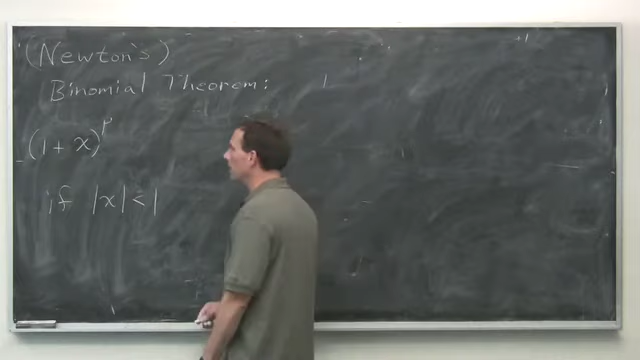 (Newton's)
Binomial Theorem:
(1 + x)^p
if |x| < 1